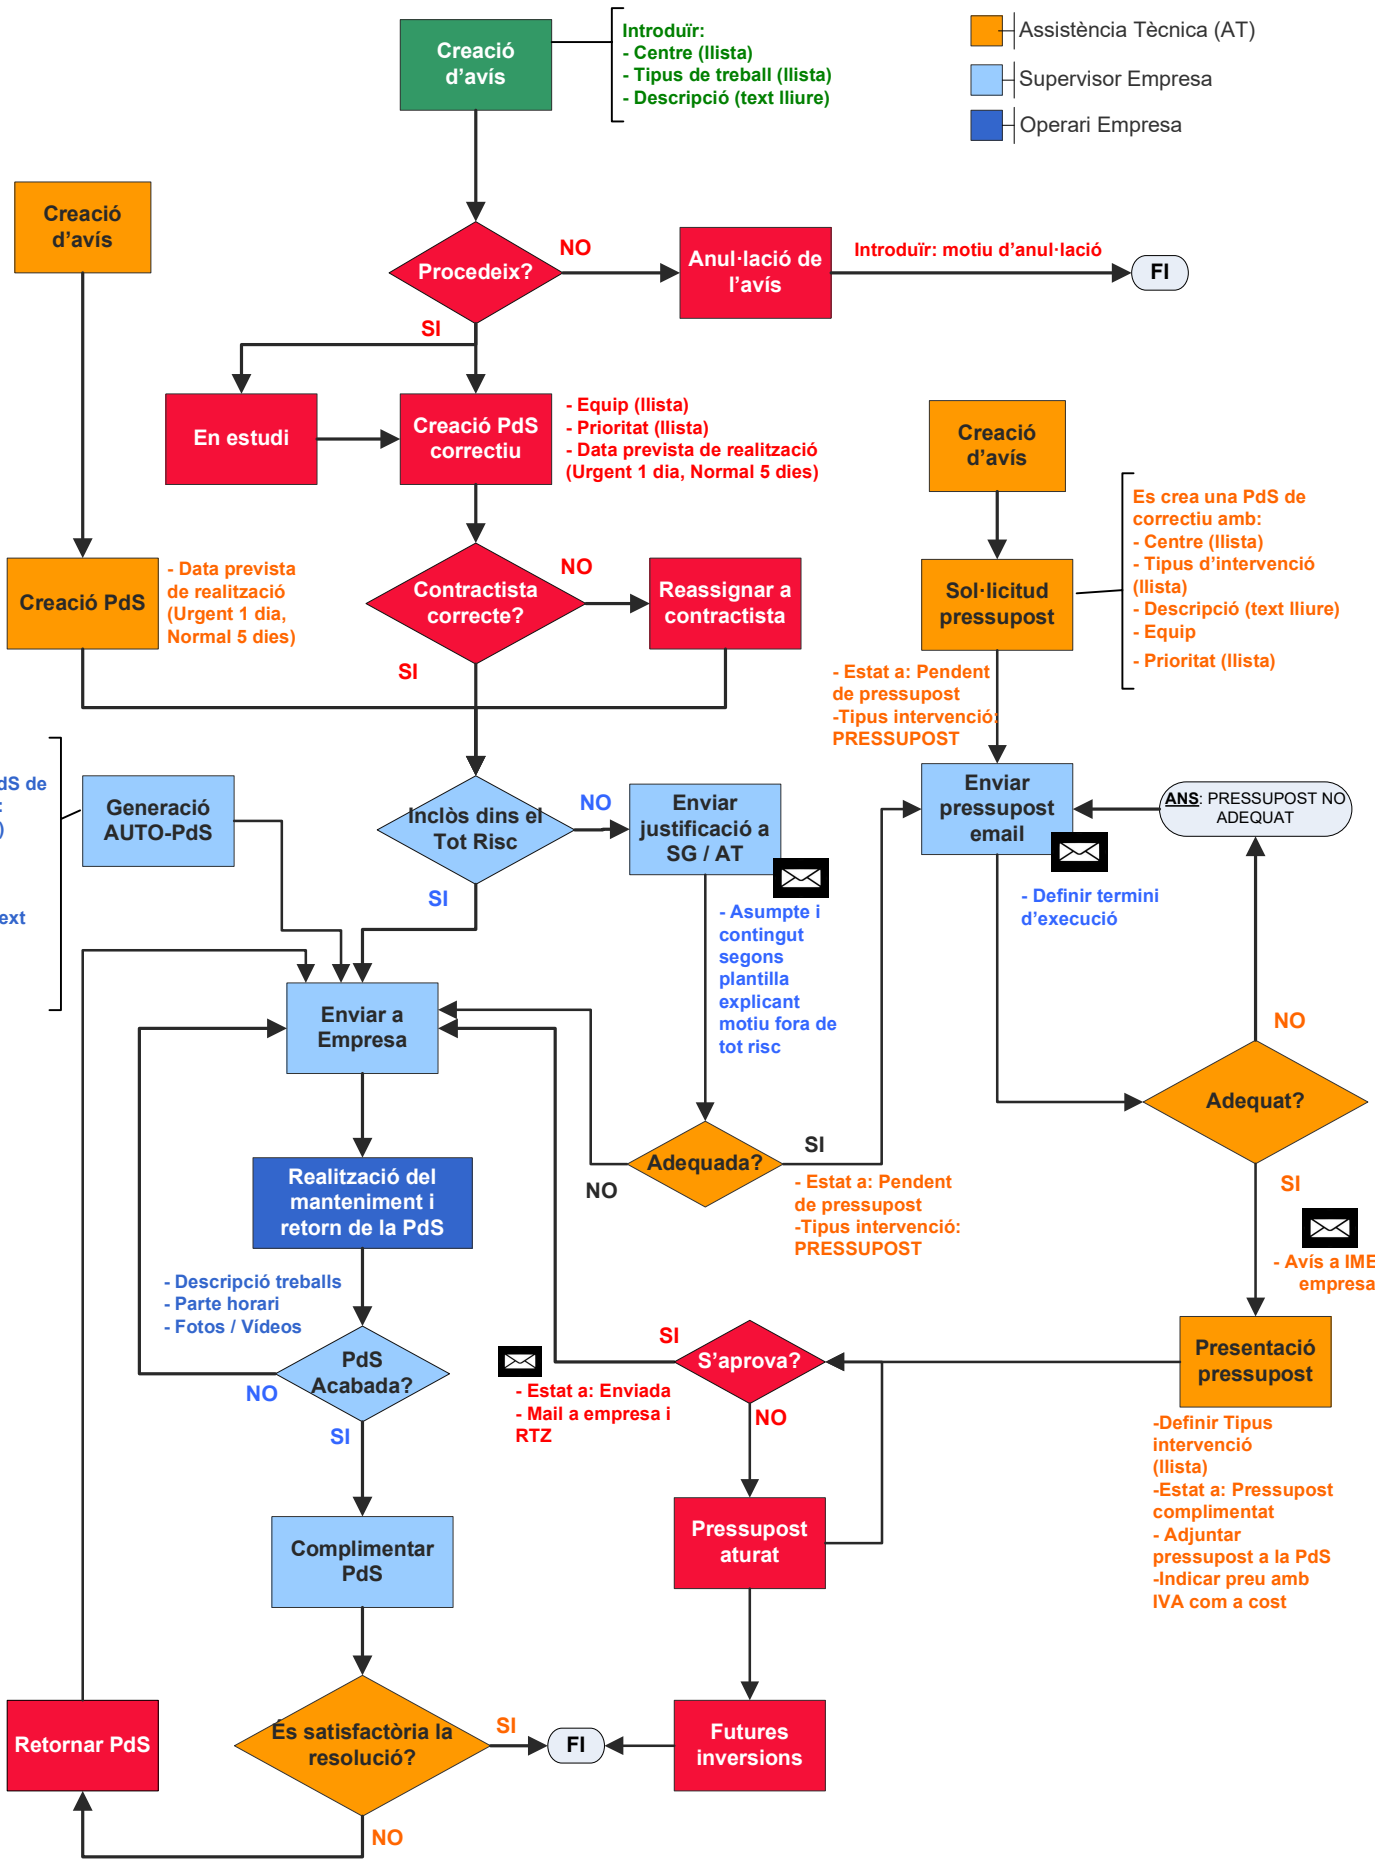 Creació
d'avís
Introduïr:
- Centre (llista)
- Tipus de treball (llista)
- Descripció (text lliure)
Assistència Tècnica (AT)
Supervisor Empresa
Operari Empresa
Creació
d'avís
Procedeix?
NO
Anul·lació de
l'avís
Introduïr: motiu d'anul·lació
FI
SI
En estudi
Creació PdS
correctiu
- Equip (llista)
- Prioritat (llista)
- Data prevista de realització
(Urgent 1 dia, Normal 5 dies)
Creació
d'avís
Es crea una PdS de
correctiu amb:
- Centre (llista)
- Tipus d'intervenció
(llista)
- Descripció (text lliure)
- Equip
- Prioritat (llista)
Creació PdS
- Data prevista
de realització
(Urgent 1 dia,
Normal 5 dies)
Contractista
correcte?
NO
Reassignar a
contractista
Sol·licitud
pressupost
SI
- Estat a: Pendent
de pressupost
-Tipus intervenció:
PRESSUPOST
dS de
:
)
ext
Generació
AUTO-PdS
Inclòs dins el
Tot Risc
NO
Enviar
justificació a
SG / AT
Enviar
pressupost
email
ANS: PRESSUPOST NO
ADEQUAT
SI
- Asumpte i
contingut
segons
plantilla
explicant
motiu fora de
tot risc
- Definir termini
d'execució
Enviar a
Empresa
NO
Adequat?
Adequada?
SI
NO
- Estat a: Pendent
de pressupost
-Tipus intervenció:
PRESSUPOST
SI
- Avís a IME
empresa
Realització del
manteniment i
retorn de la PdS
- Descripció treballs
- Parte horari
- Fotos / Vídeos
PdS
Acabada?
NO
SI
SI
S'aprova?
- Estat a: Enviada
- Mail a empresa i
RTZ
NO
Presentació
pressupost
-Definir Tipus
intervenció
(llista)
-Estat a: Pressupost
complimentat
- Adjuntar
pressupost a la PdS
-Indicar preu amb
IVA com a cost
Complimentar
PdS
Pressupost
aturat
Retornar PdS
És satisfactòria la
resolució?
SI
FI
Futures
inversions
NO